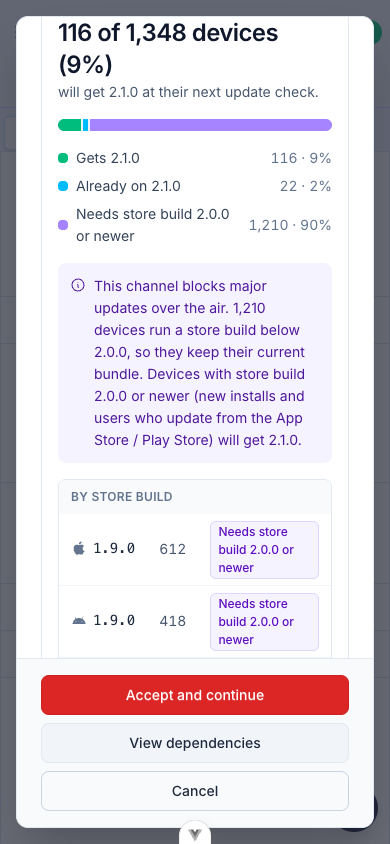 116 of 1,348 devices
(9%)
will get 2.1.0 at their next update check.
Gets 2.1.0 116 · 9%
Already on 2.1.0 22 · 2%
Needs store build 2.0.0
or newer 1,210 · 90%
This channel blocks major
updates over the air. 1,210
devices run a store build below
2.0.0, so they keep their current
bundle. Devices with store build
2.0.0 or newer (new installs and
users who update from the App
Store / Play Store) will get 2.1.0.
BY STORE BUILD
1.9.0 612 Needs store
build 2.0.0 or
newer
1.9.0 418 Needs store
build 2.0.0 or
newer
Accept and continue
View dependencies
Cancel